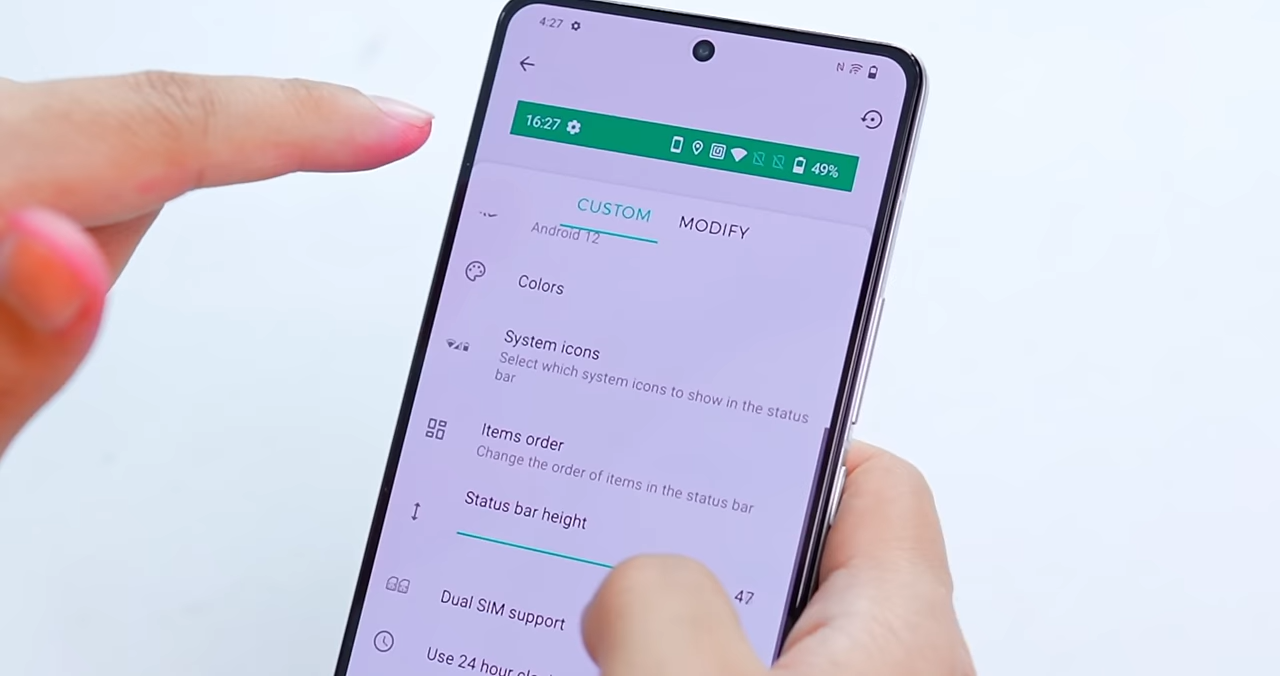 4:27
16:27 49%
CUSTOM MODIFY
Android 12
Colors
System icons
Select which system icons to show in the status
bar
Items order
Change the order of items in the status bar
Status bar height
47
Dual SIM support
Use 24 hour